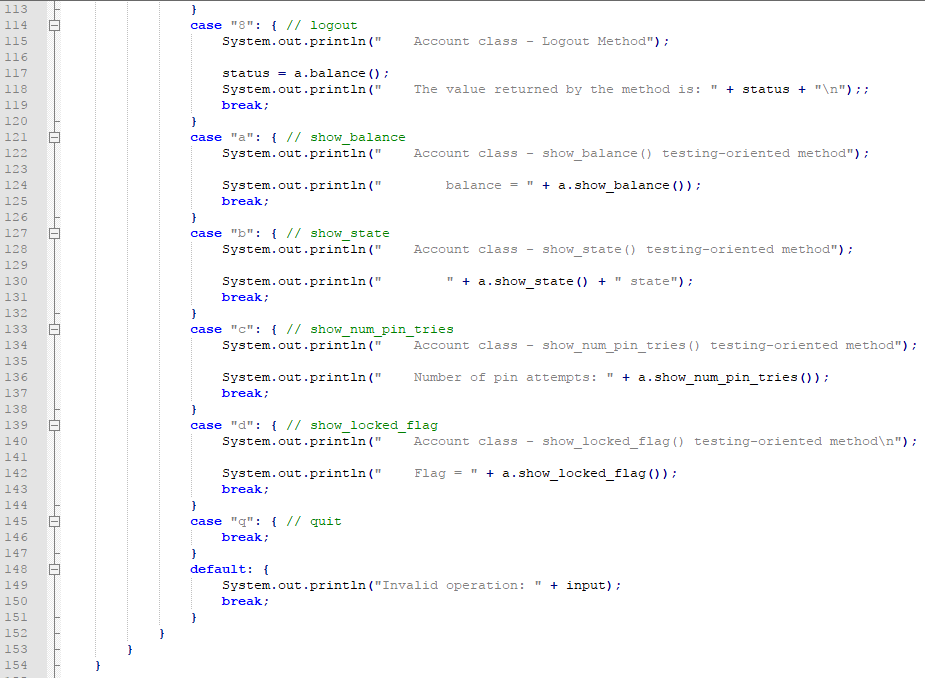 113                     }
114                     case "8": { // logout
115                         System.out.println("    Account class - Logout Method");
116
117                         status = a.balance();
118                         System.out.println("    The value returned by the method is: " + status + "\n");;
119                         break;
120                     }
121                     case "a": { // show_balance
122                         System.out.println("    Account class - show_balance() testing-oriented method");
123
124                         System.out.println("        balance = " + a.show_balance());
125                         break;
126                     }
127                     case "b": { // show_state
128                         System.out.println("    Account class - show_state() testing-oriented method");
129
130                         System.out.println("        " + a.show_state() + " state");
131                         break;
132                     }
133                     case "c": { // show_num_pin_tries
134                         System.out.println("    Account class - show_num_pin_tries() testing-oriented method");
135
136                         System.out.println("    Number of pin attempts: " + a.show_num_pin_tries());
137                         break;
138                     }
139                     case "d": { // show_locked_flag
140                         System.out.println("    Account class - show_locked_flag() testing-oriented method\n");
141
142                         System.out.println("    Flag = " + a.show_locked_flag());
143                         break;
144                     }
145                     case "q": { // quit
146                         break;
147                     }
148                     default: {
149                         System.out.println("Invalid operation: " + input);
150                         break;
151                     }
152                 }
153             }
154         }